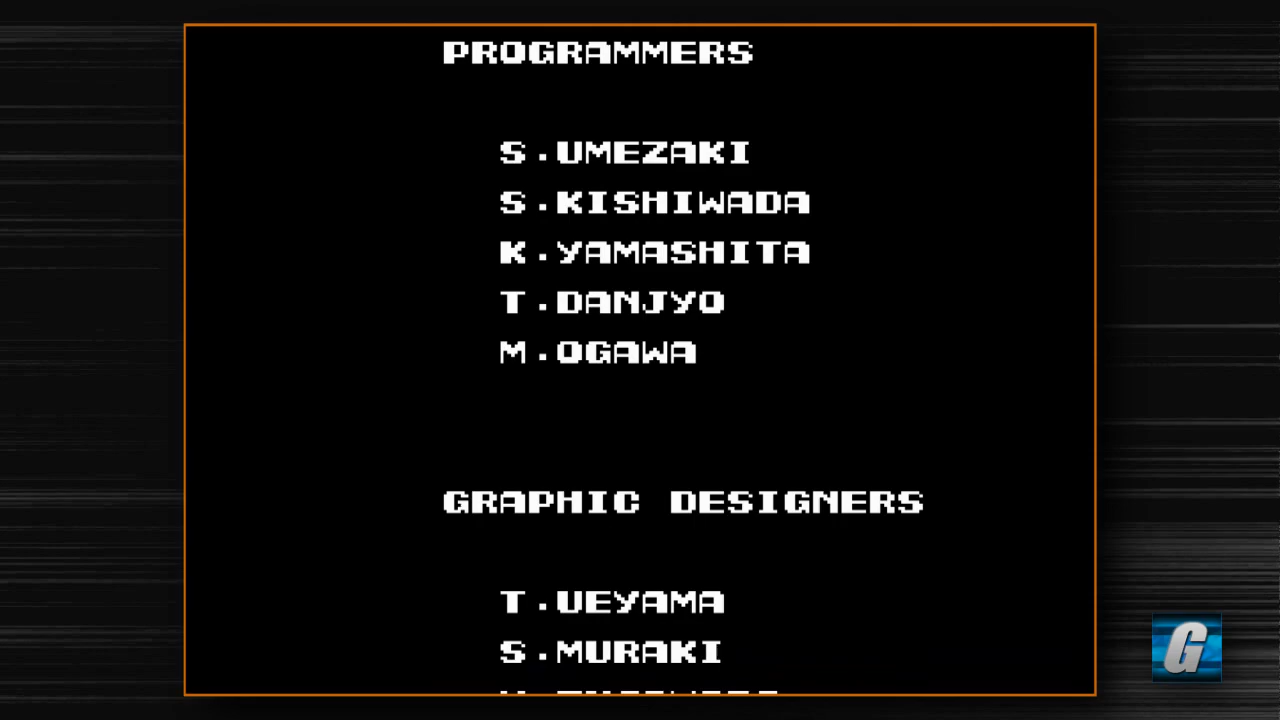 PROGRAMMERS
S.UMEZAKI
S.KISHIWADA
K.YAMASHITA
T.DANJYO
M.OGAWA
GRAPHIC DESIGNERS
T.UEYAMA
S.MURAKI
G